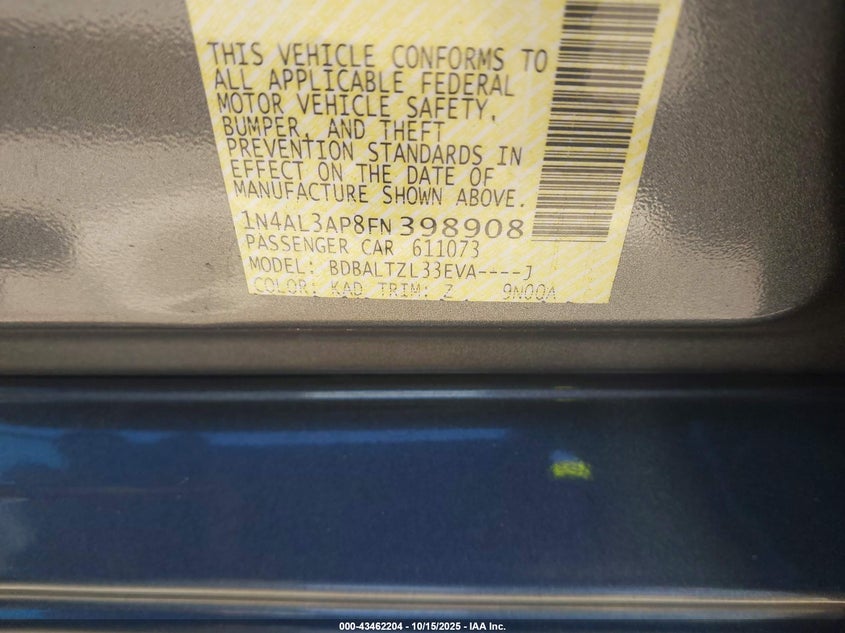 THIS VEHICLE CONFORMS TO
ALL APPLICABLE FEDERAL
MOTOR VEHICLE SAFETY,
BUMPER, AND THEFT
PREVENTION STANDARDS IN
EFFECT ON THE DATE OF
MANUFACTURE SHOWN ABOVE.
1N4AL3AP8FN398908
PASSENGER CAR 611073
MODEL: BDBALTZL33EVA----J
COLOR: KAD TRIM: Z 9N00A
000-43462204 - 10/15/2025 - IAA Inc.